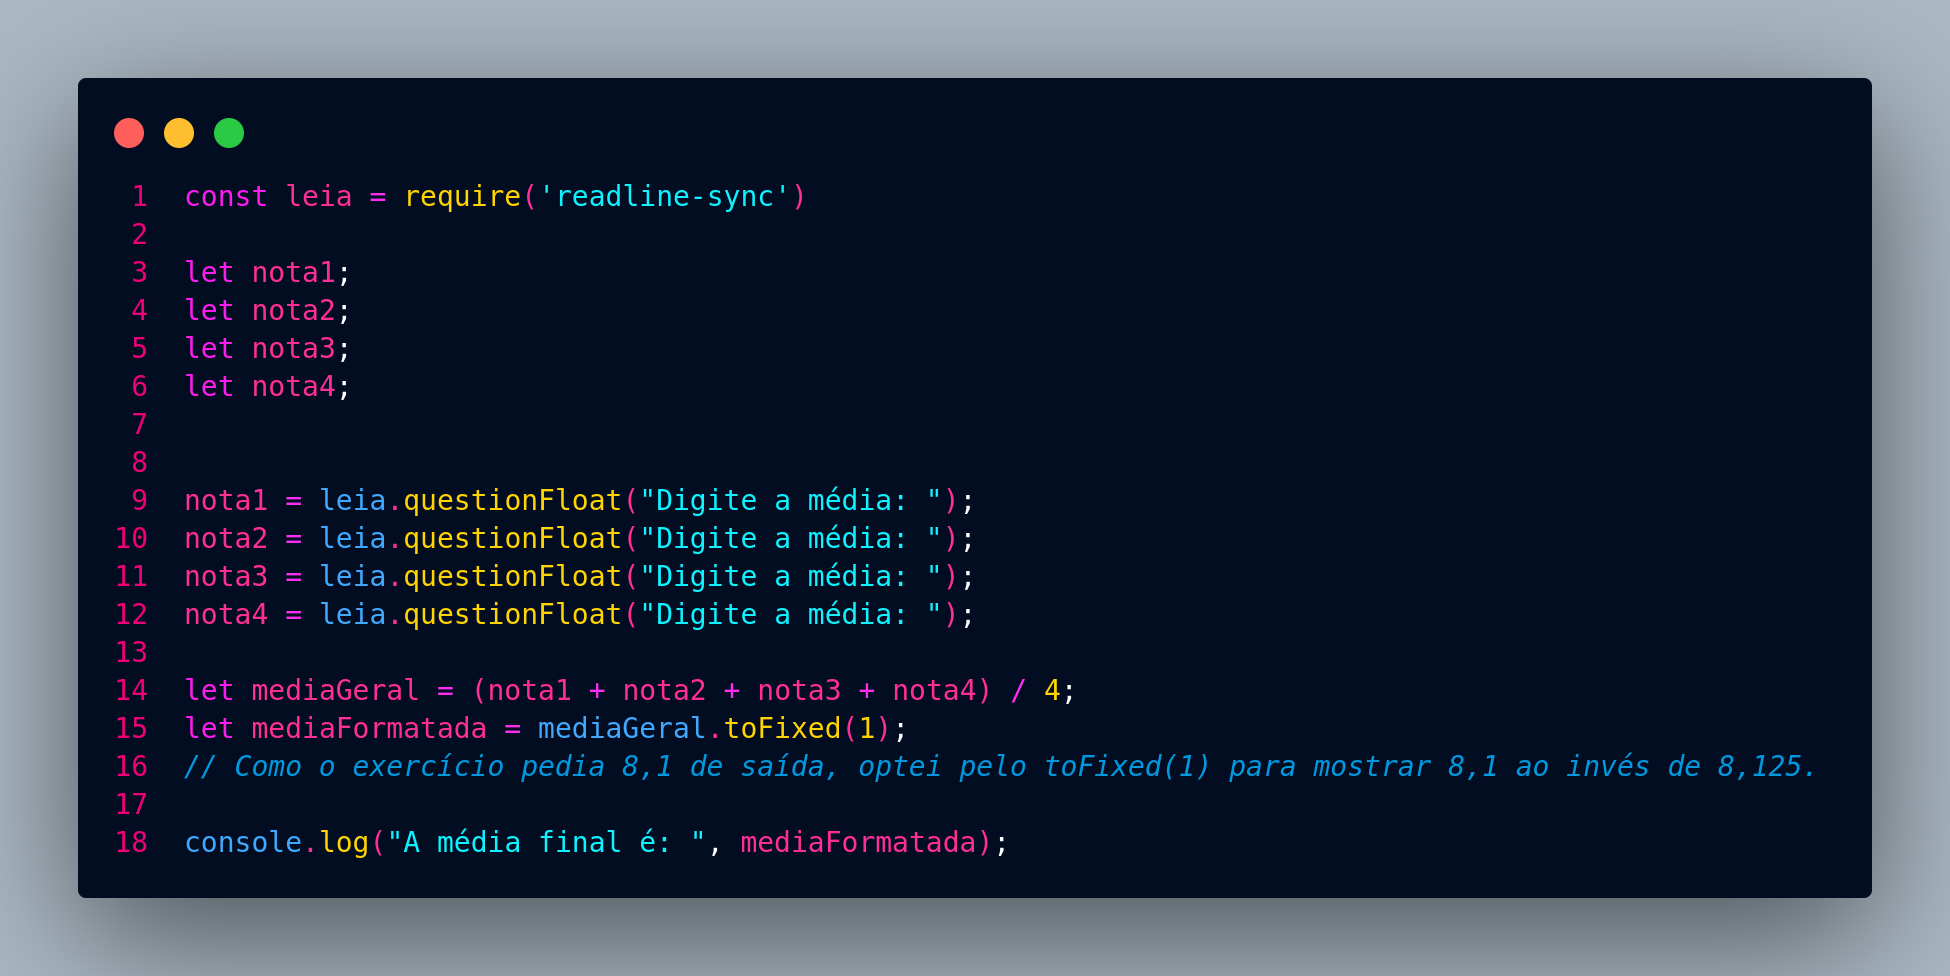 1 const leia = require('readline-sync')
2
3 let nota1;
4 let nota2;
5 let nota3;
6 let nota4;
7
8
9 nota1 = leia.questionFloat("Digite a média: ");
10 nota2 = leia.questionFloat("Digite a média: ");
11 nota3 = leia.questionFloat("Digite a média: ");
12 nota4 = leia.questionFloat("Digite a média: ");
13
14 let mediaGeral = (nota1 + nota2 + nota3 + nota4) / 4;
15 let mediaFormatada = mediaGeral.toFixed(1);
16 // Como o exercício pedia 8,1 de saída, optei pelo toFixed(1) para mostrar 8,1 ao invés de 8,125.
17
18 console.log("A média final é: ", mediaFormatada);